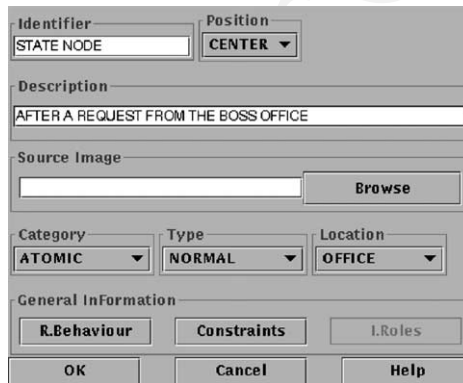 Identifier Position
STATE NODE CENTER
Description
AFTER A REQUEST FROM THE BOSS OFFICE
Source Image
Browse
Category Type Location
ATOMIC NORMAL OFFICE
General InFormation
R.Behaviour Constraints I.Roles
OK Cancel Help